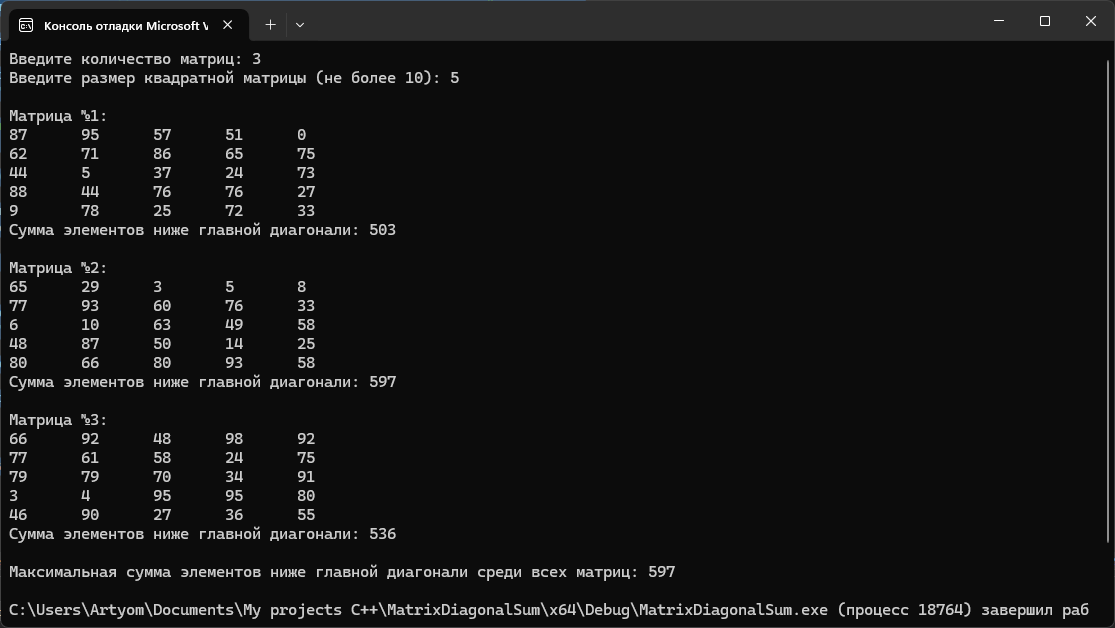 Консоль отладки Microsoft V
Введите количество матриц: 3
Введите размер квадратной матрицы (не более 10): 5
Матрица №1:
87 95 57 51 0
62 71 86 65 75
44 5 37 24 73
88 44 76 76 27
9 78 25 72 33
Сумма элементов ниже главной диагонали: 503
Матрица №2:
65 29 3 5 8
77 93 60 76 33
6 10 63 49 58
48 87 50 14 25
80 66 80 93 58
Сумма элементов ниже главной диагонали: 597
Матрица №3:
66 92 48 98 92
77 61 58 24 75
79 79 70 34 91
3 4 95 95 80
46 90 27 36 55
Сумма элементов ниже главной диагонали: 536
Максимальная сумма элементов ниже главной диагонали среди всех матриц: 597
C:\Users\Artyom\Documents\My projects C++\MatrixDiagonalSum\x64\Debug\MatrixDiagonalSum.exe (процесс 18764) завершил раб